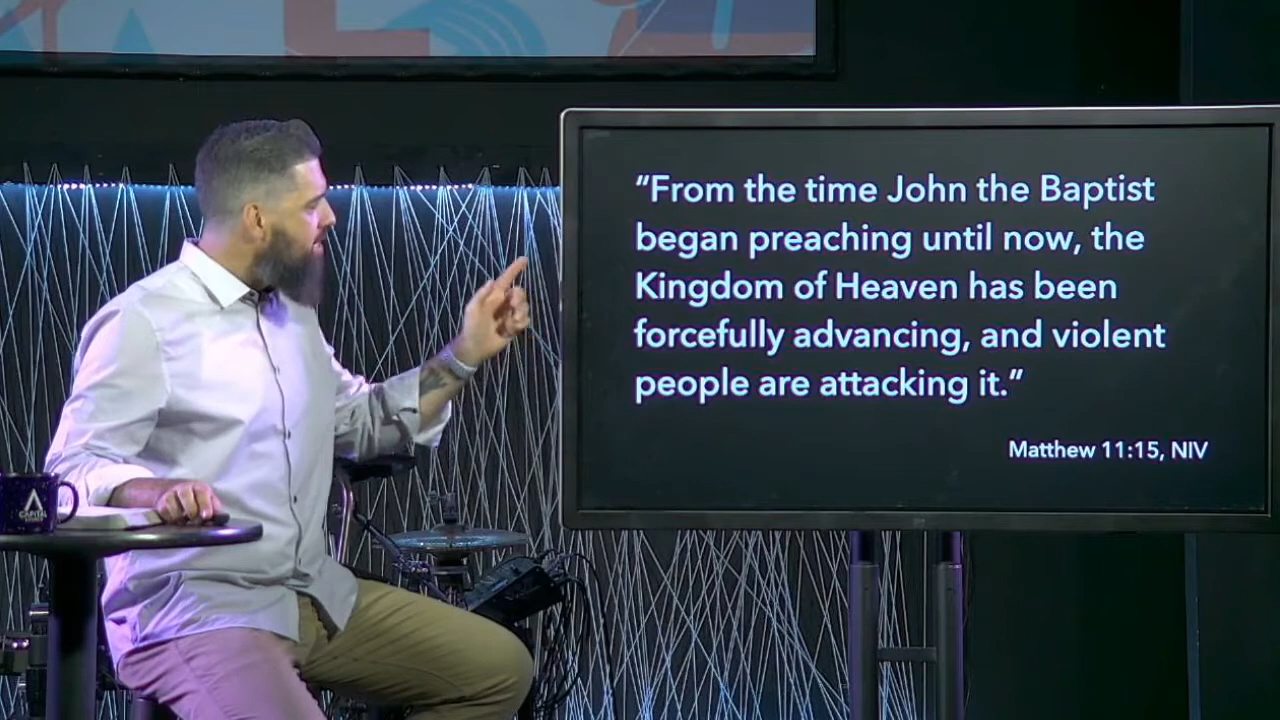 “From the time John the Baptist
began preaching until now, the
Kingdom of Heaven has been
forcefully advancing, and violent
people are attacking it.”
Matthew 11:15, NIV
CAPITAL